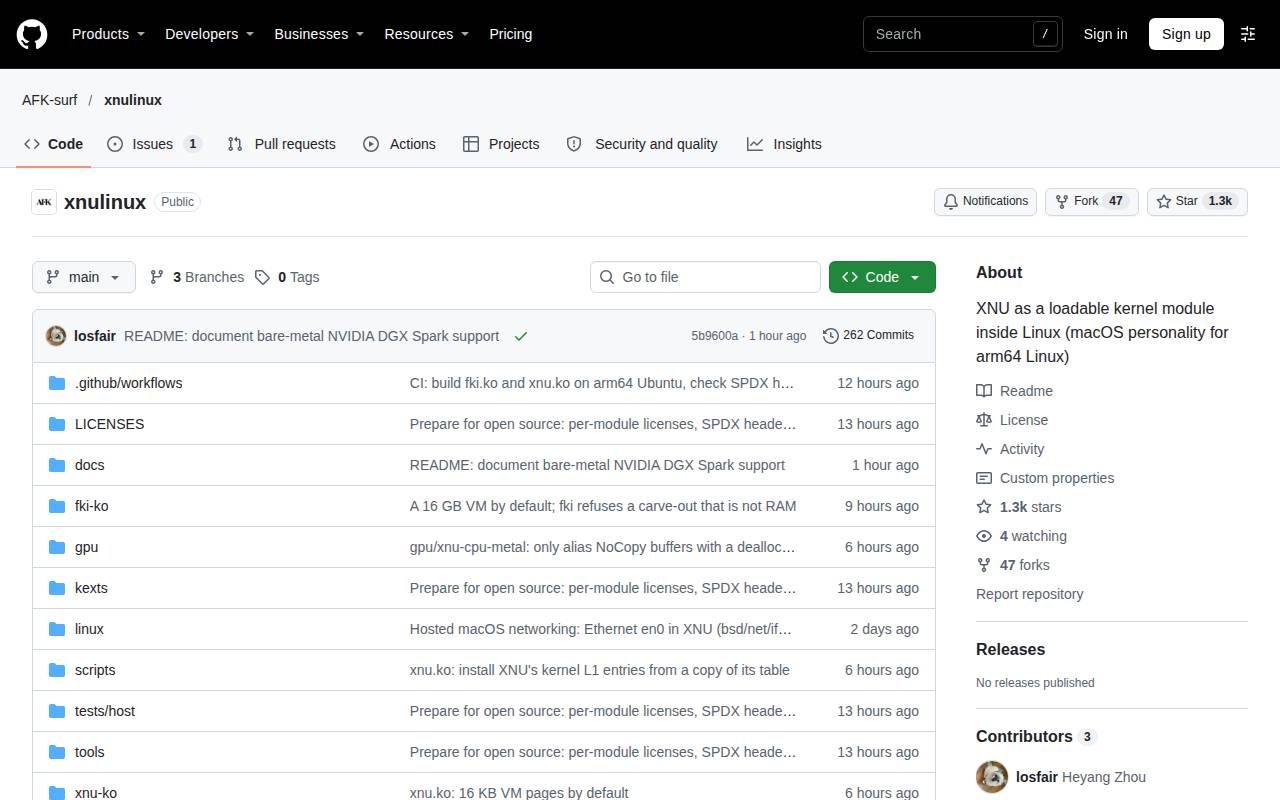 Products Developers Businesses Resources Pricing Search / Sign in Sign up
AFK-surf / xnulinux
Code Issues 1 Pull requests Actions Projects Security and quality Insights
AFK xnulinux Public Notifications Fork 47 Star 1.3k
main 3 Branches 0 Tags Go to file Code
losfair README: document bare-metal NVIDIA DGX Spark support 5b9600a · 1 hour ago 262 Commits
.github/workflows CI: build fki.ko and xnu.ko on arm64 Ubuntu, check SPDX h… 12 hours ago
LICENSES Prepare for open source: per-module licenses, SPDX heade… 13 hours ago
docs README: document bare-metal NVIDIA DGX Spark support 1 hour ago
fki-ko A 16 GB VM by default; fki refuses a carve-out that is not RAM 9 hours ago
gpu gpu/xnu-cpu-metal: only alias NoCopy buffers with a dealloc… 6 hours ago
kexts Prepare for open source: per-module licenses, SPDX heade… 13 hours ago
linux Hosted macOS networking: Ethernet en0 in XNU (bsd/net/if… 2 days ago
scripts xnu.ko: install XNU's kernel L1 entries from a copy of its table 6 hours ago
tests/host Prepare for open source: per-module licenses, SPDX heade… 13 hours ago
tools Prepare for open source: per-module licenses, SPDX heade… 13 hours ago
xnu-ko xnu.ko: 16 KB VM pages by default 6 hours ago
About
XNU as a loadable kernel module
inside Linux (macOS personality for
arm64 Linux)
Readme
License
Activity
Custom properties
1.3k stars
4 watching
47 forks
Report repository
Releases
No releases published
Contributors 3
losfair Heyang Zhou